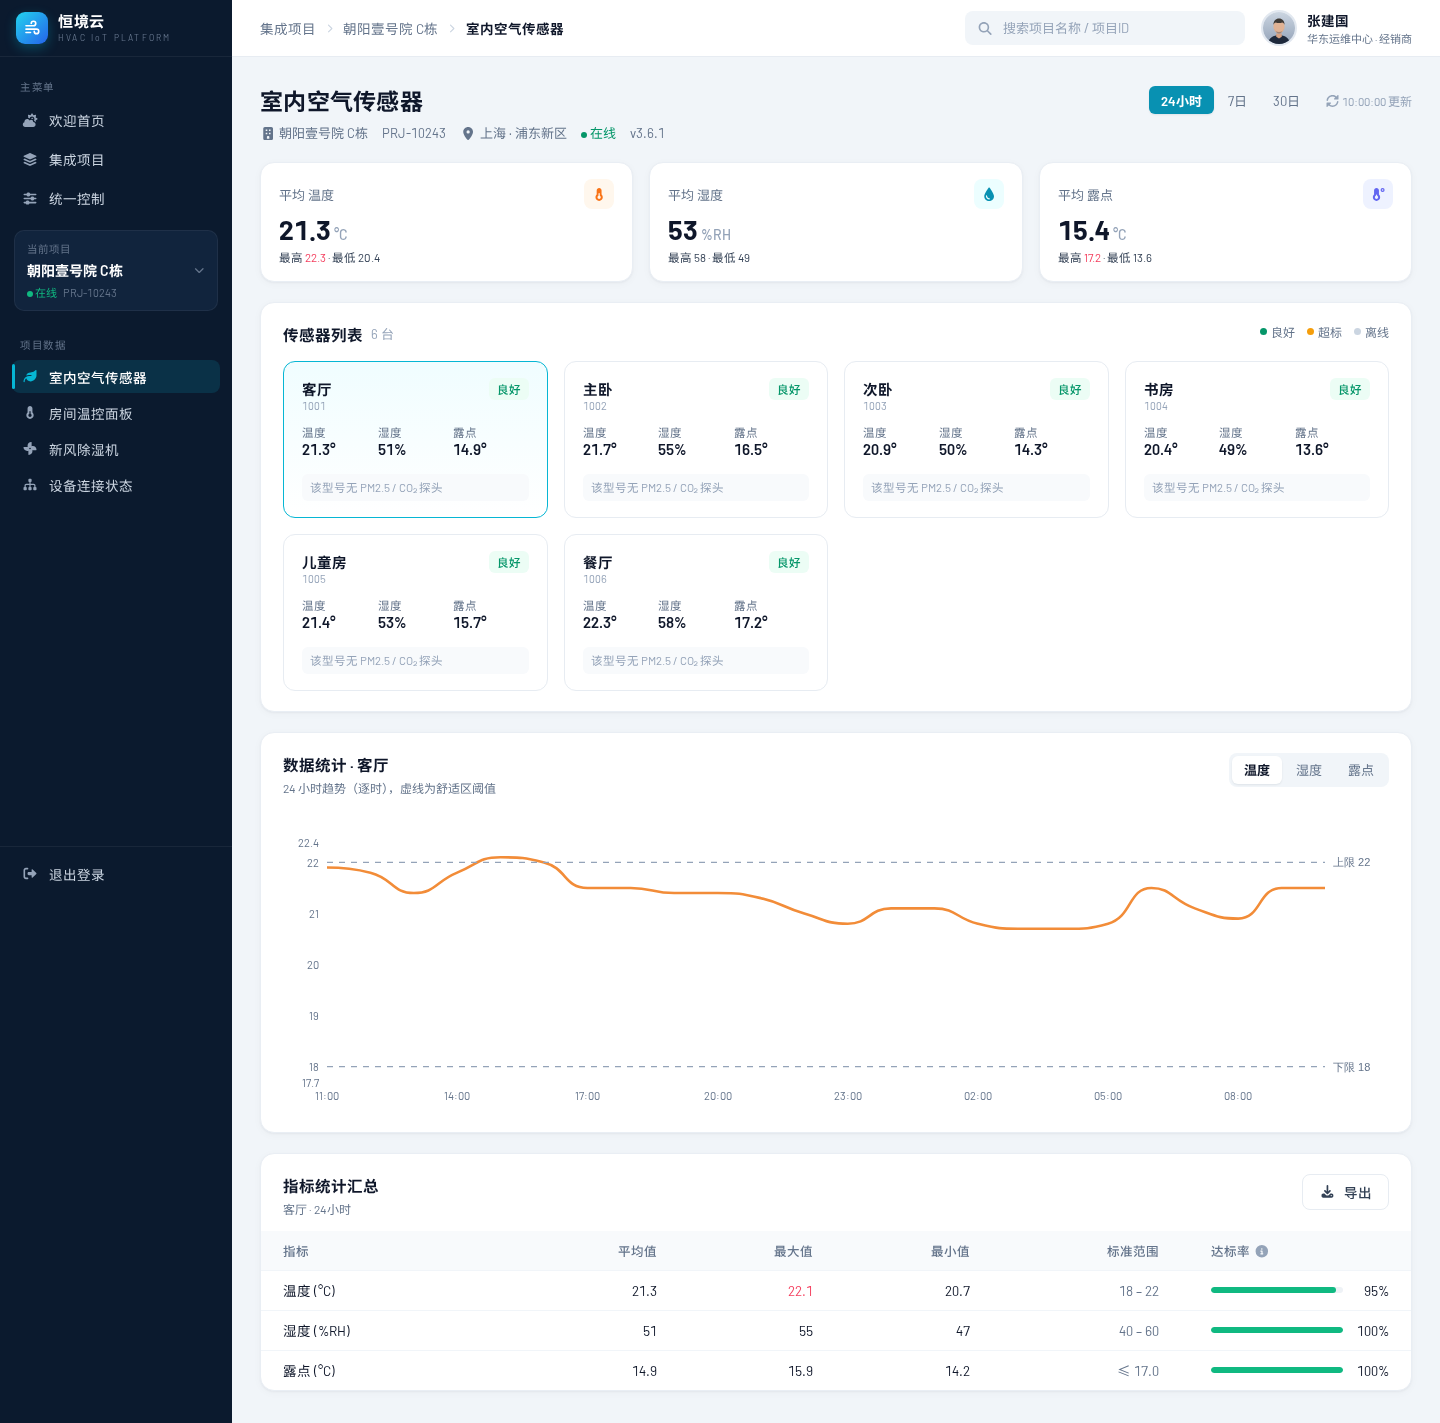 恒境云
HVAC IoT PLATFORM
主菜单
欢迎首页
集成项目
统一控制
当前项目
朝阳壹号院 C栋
在线 PRJ-10243
项目数据
室内空气传感器
房间温控面板
新风除湿机
设备连接状态
退出登录
集成项目 朝阳壹号院 C栋 室内空气传感器
搜索项目名称 / 项目ID
张建国
华东运维中心 · 经销商
室内空气传感器
24小时 7日 30日 10:00:00 更新
朝阳壹号院 C栋 PRJ-10243 上海 · 浦东新区 在线 v3.6.1
平均 温度
21.3 °C
最高 22.3 · 最低 20.4
平均 湿度
53 %RH
最高 58 · 最低 49
平均 露点
15.4 °C
最高 17.2 · 最低 13.6
传感器列表 6 台
良好 超标 离线
客厅 良好
1001
温度 湿度 露点
21.3° 51% 14.9°
该型号无 PM2.5 / CO₂ 探头
主卧 良好
1002
温度 湿度 露点
21.7° 55% 16.5°
该型号无 PM2.5 / CO₂ 探头
次卧 良好
1003
温度 湿度 露点
20.9° 50% 14.3°
该型号无 PM2.5 / CO₂ 探头
书房 良好
1004
温度 湿度 露点
20.4° 49% 13.6°
该型号无 PM2.5 / CO₂ 探头
儿童房 良好
1005
温度 湿度 露点
21.4° 53% 15.7°
该型号无 PM2.5 / CO₂ 探头
餐厅 良好
1006
温度 湿度 露点
22.3° 58% 17.2°
该型号无 PM2.5 / CO₂ 探头
数据统计 · 客厅
24 小时趋势（逐时），虚线为舒适区阈值
温度 湿度 露点
22.4
22 上限 22
21
20
19
18 下限 18
17.7
11:00 14:00 17:00 20:00 23:00 02:00 05:00 08:00
指标统计汇总
客厅 · 24小时
导出
指标 平均值 最大值 最小值 标准范围 达标率
温度 (°C) 21.3 22.1 20.7 18 – 22 95%
湿度 (%RH) 51 55 47 40 – 60 100%
露点 (°C) 14.9 15.9 14.2 ≤ 17.0 100%